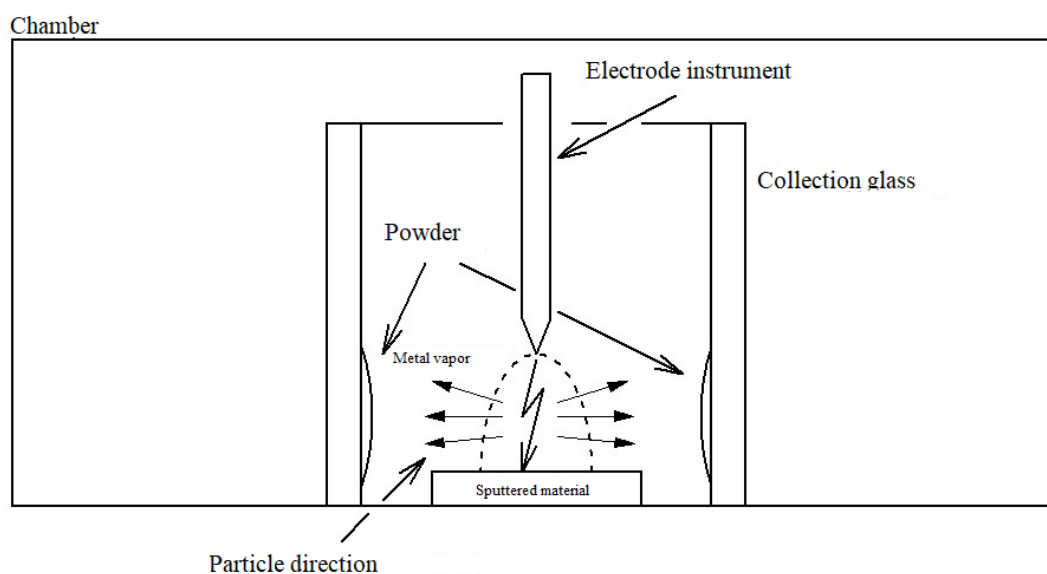 Chamber
Electrode instrument
Collection glass
Powder
Metal vapor
Sputtered material
Particle direction